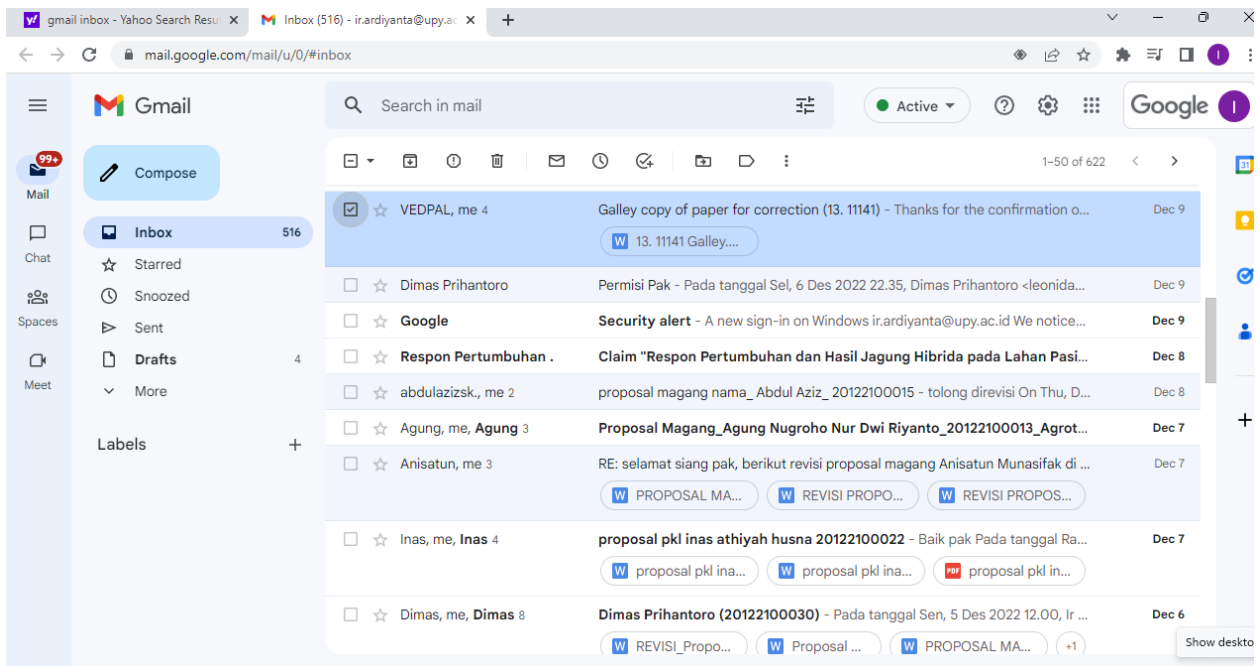 gmail inbox - Yahoo Search Resul
Inbox (516) - ir.ardiyanta@upy.ac
mail.google.com/mail/u/0/#inbox
I
Gmail
Search in mail
Active
Google
I
99+
Mail
Compose
1–50 of 622
31
VEDPAL, me 4 Galley copy of paper for correction (13. 11141) - Thanks for the confirmation o... Dec 9
W 13. 11141 Galley....
Chat
Inbox 516
Starred
Dimas Prihantoro Permisi Pak - Pada tanggal Sel, 6 Des 2022 22.35, Dimas Prihantoro <leonida... Dec 9
Spaces
Snoozed
Google Security alert - A new sign-in on Windows ir.ardiyanta@upy.ac.id We notice... Dec 9
Sent
Meet
Drafts 4
Respon Pertumbuhan . Claim "Respon Pertumbuhan dan Hasil Jagung Hibrida pada Lahan Pasi... Dec 8
More
abdulazizsk., me 2 proposal magang nama_ Abdul Aziz_ 20122100015 - tolong direvisi On Thu, D... Dec 8
Agung, me, Agung 3 Proposal Magang_Agung Nugroho Nur Dwi Riyanto_20122100013_Agrot... Dec 7
Labels
Anisatun, me 3 RE: selamat siang pak, berikut revisi proposal magang Anisatun Munasifak di ... Dec 7
W PROPOSAL MA... W REVISI PROPO... W REVISI PROPOS...
Inas, me, Inas 4 proposal pkl inas athiyah husna 20122100022 - Baik pak Pada tanggal Ra... Dec 7
W proposal pkl ina... W proposal pkl ina... PDF proposal pkl in...
Dimas, me, Dimas 8 Dimas Prihantoro (20122100030) - Pada tanggal Sen, 5 Des 2022 12.00, Ir ... Dec 6
W REVISI_Propo... W Proposal ... W PROPOSAL MA... +1
Show deskto